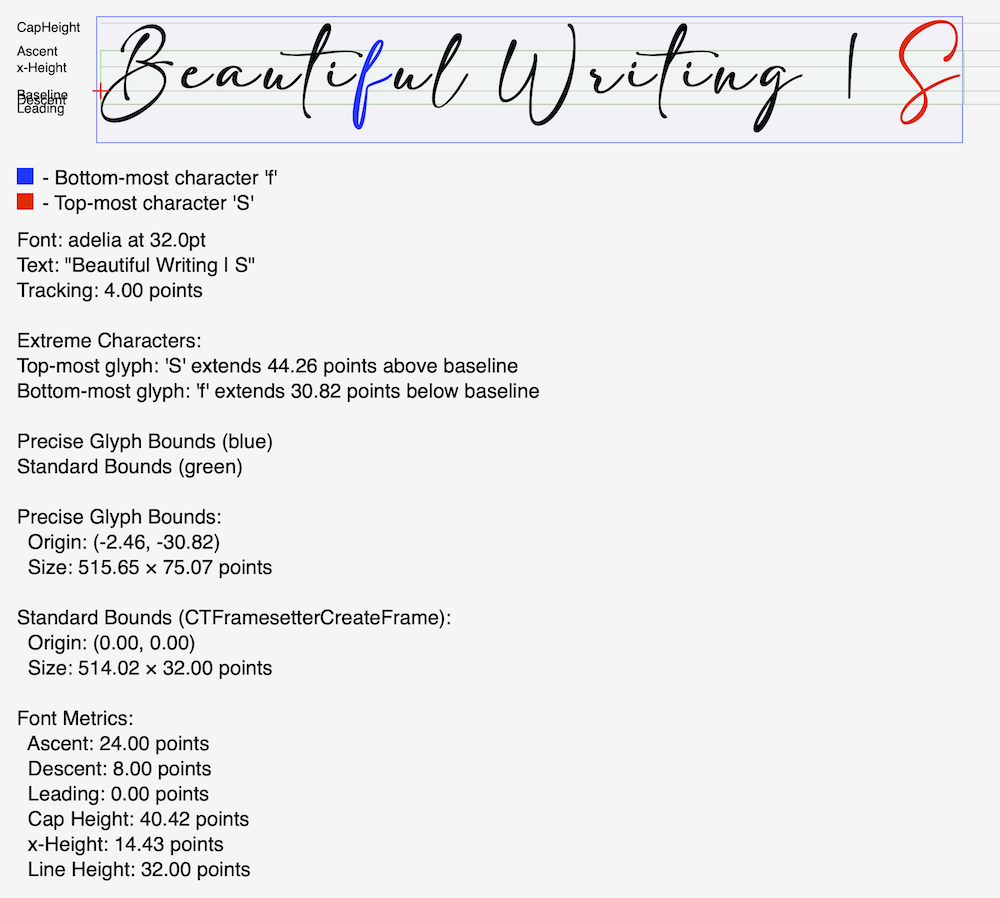 CapHeight
Beautiful Writing | S
Ascent
x-Height
Baseline
Descent
Leading
- Bottom-most character 'f'
- Top-most character 'S'
Font: adelia at 32.0pt
Text: "Beautiful Writing | S"
Tracking: 4.00 points
Extreme Characters:
Top-most glyph: 'S' extends 44.26 points above baseline
Bottom-most glyph: 'f' extends 30.82 points below baseline
Precise Glyph Bounds (blue)
Standard Bounds (green)
Precise Glyph Bounds:
Origin: (-2.46, -30.82)
Size: 515.65 × 75.07 points
Standard Bounds (CTFramesetterCreateFrame):
Origin: (0.00, 0.00)
Size: 514.02 × 32.00 points
Font Metrics:
Ascent: 24.00 points
Descent: 8.00 points
Leading: 0.00 points
Cap Height: 40.42 points
x-Height: 14.43 points
Line Height: 32.00 points